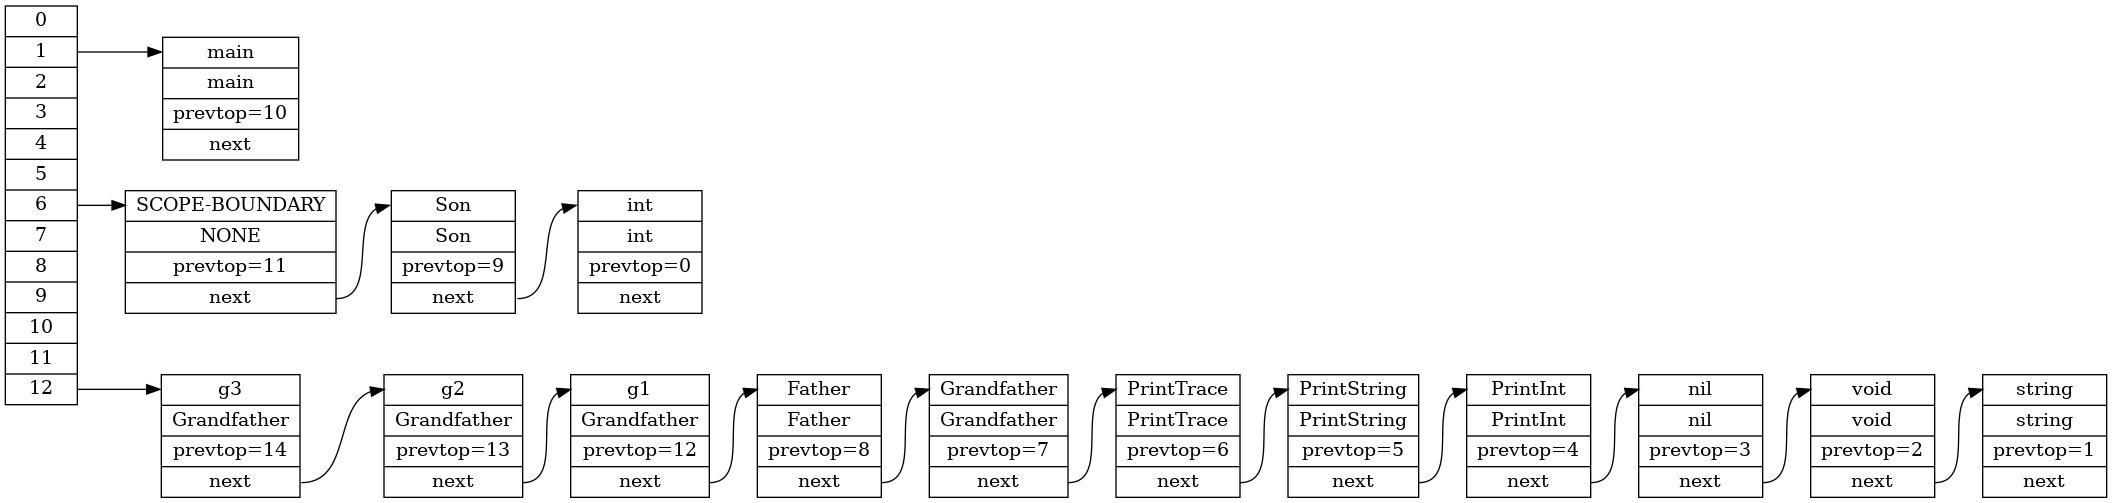 0
1
2
3
4
5
6
7
8
9
10
11
12
main
main
prevtop=10
next
SCOPE-BOUNDARY
NONE
prevtop=11
next
Son
Son
prevtop=9
next
int
int
prevtop=0
next
g3
Grandfather
prevtop=14
next
g2
Grandfather
prevtop=13
next
g1
Grandfather
prevtop=12
next
Father
Father
prevtop=8
next
Grandfather
Grandfather
prevtop=7
next
PrintTrace
PrintTrace
prevtop=6
next
PrintString
PrintString
prevtop=5
next
PrintInt
PrintInt
prevtop=4
next
nil
nil
prevtop=3
next
void
void
prevtop=2
next
string
string
prevtop=1
next